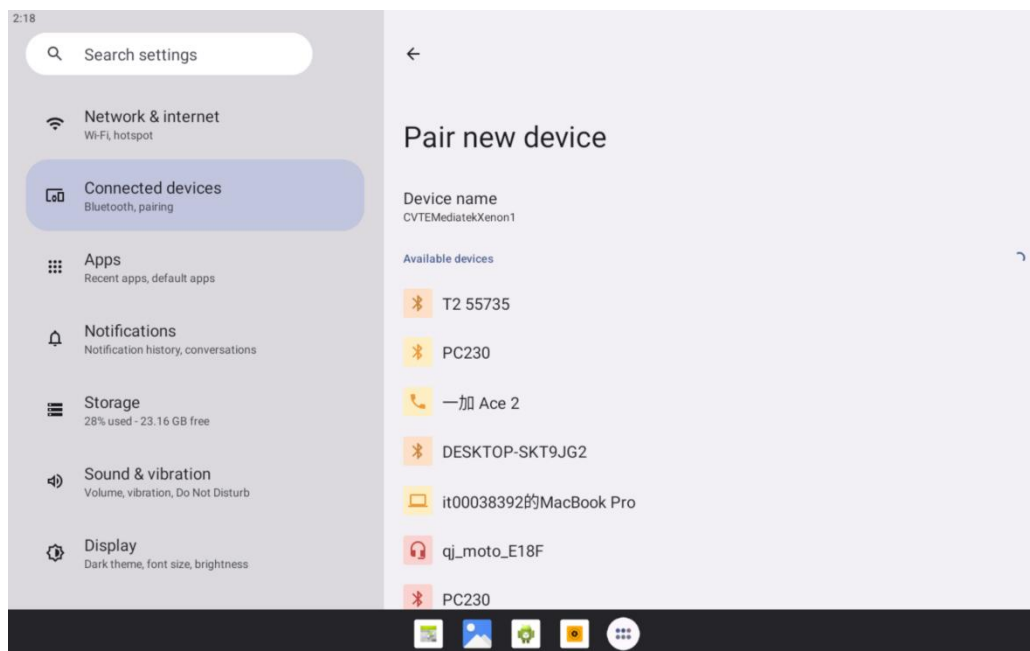 2:18
Search settings
Network & internet
Wi-Fi, hotspot
Connected devices
Bluetooth, pairing
Apps
Recent apps, default apps
Notifications
Notification history, conversations
Storage
28% used - 23.16 GB free
Sound & vibration
Volume, vibration, Do Not Disturb
Display
Dark theme, font size, brightness
Pair new device
Device name
CVTEMediatekXenon1
Available devices
T2 55735
PC230
一加 Ace 2
DESKTOP-SKT9JG2
it00038392的MacBook Pro
qj_moto_E18F
PC230